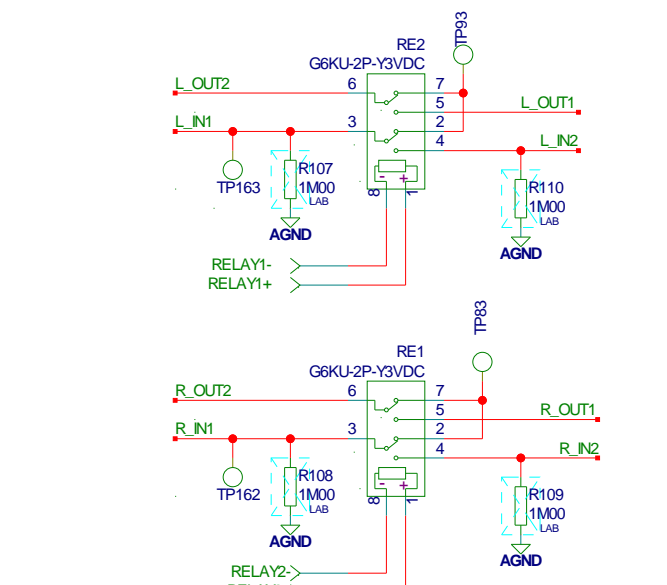 TP93
RE2
G6KU-2P-Y3VDC
L_OUT2
6
7
5
L_OUT1
L_IN1
3
2
4
L_IN2
TP163
R107
1M00
LAB
AGND
-
+
8
1
R110
1M00
LAB
AGND
RELAY1-
RELAY1+
TP83
RE1
G6KU-2P-Y3VDC
R_OUT2
6
7
5
R_OUT1
R_IN1
3
2
4
R_IN2
TP162
R108
1M00
LAB
AGND
-
+
8
1
R109
1M00
LAB
AGND
RELAY2-